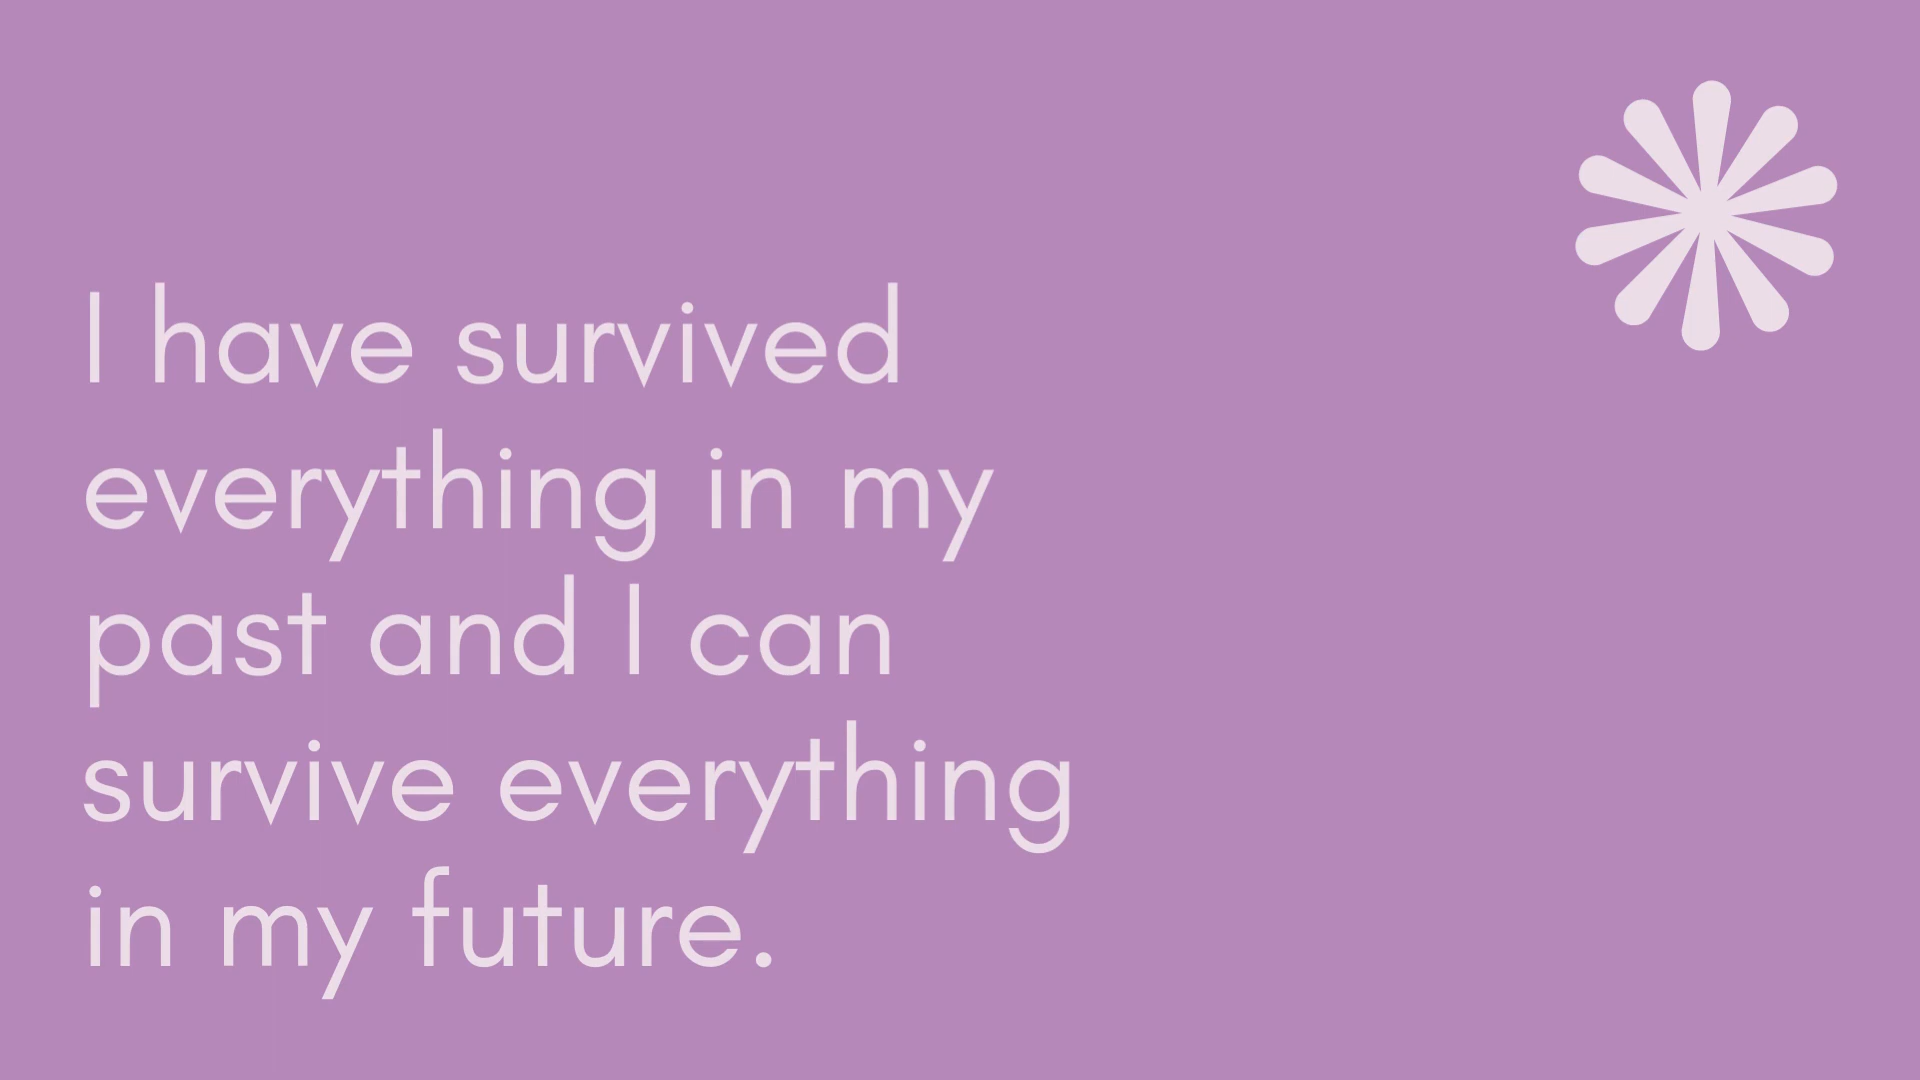 I have survived
everything in my
past and I can
survive everything
in my future.